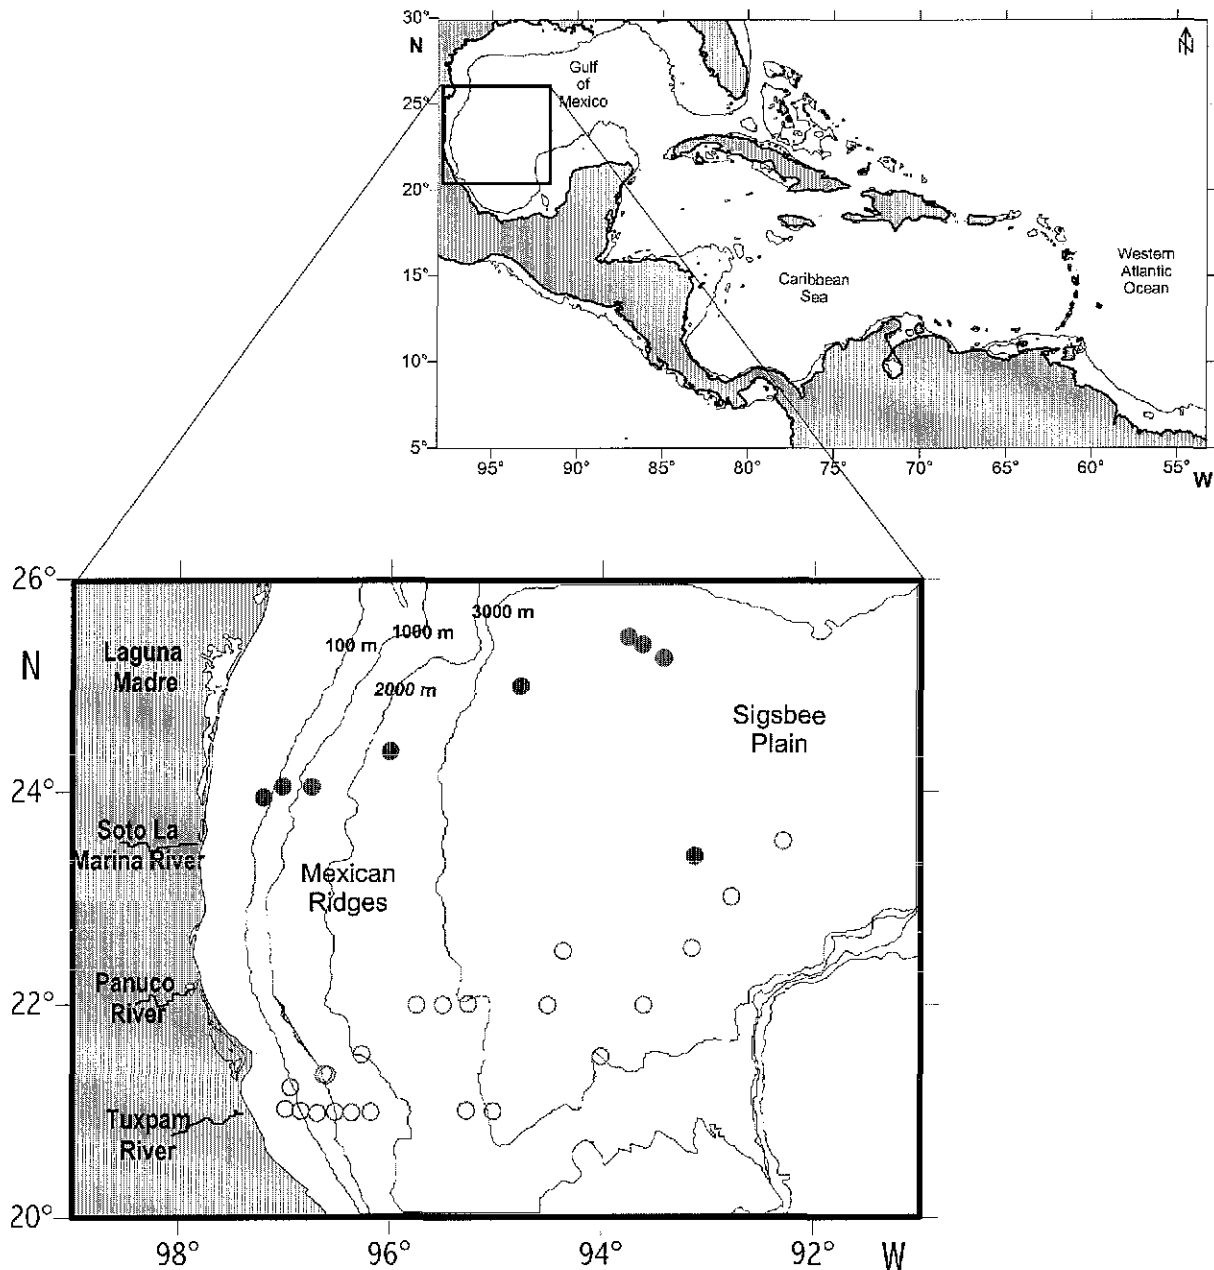 30°
N
N
Gulf
of
Mexico
25°
20°
15°
Western
Atlantic
Ocean
Caribbean
Sea
10°
5°
95°
90°
85°
80°
75°
70°
65°
60°
55°
W
26°
3000 m
1000 m
100 m
N
Laguna
Madre
2000 m
Sigsbee
Plain
24°
Soto La
Marina River
Mexican
Ridges
Panuco
River
22°
Tuxpam
River
20°
98°
96°
94°
92°
W